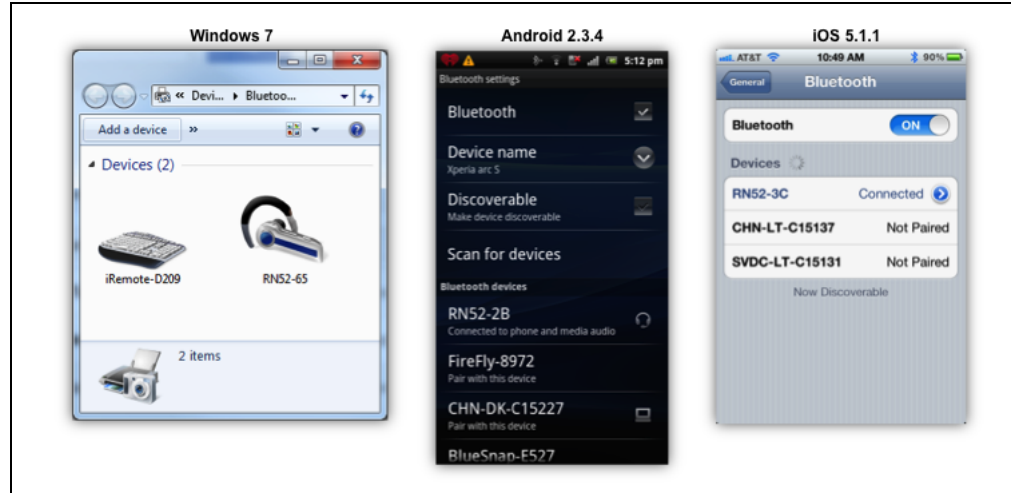 Windows 7
« Devi... Bluetoo...
Add a device »
Devices (2)
iRemote-D209
RN52-65
2 items
Android 2.3.4
5:12 pm
Bluetooth settings
Bluetooth
Device name
Xperia arc S
Discoverable
Make device discoverable
Scan for devices
Bluetooth devices
RN52-2B
Connected to phone and media audio
FireFly-8972
Pair with this device
CHN-DK-C15227
Pair with this device
BlueSnap-E527
iOS 5.1.1
AT&T 10:49 AM 90%
General Bluetooth
Bluetooth ON
Devices
RN52-3C Connected
CHN-LT-C15137 Not Paired
SVDC-LT-C15131 Not Paired
Now Discoverable